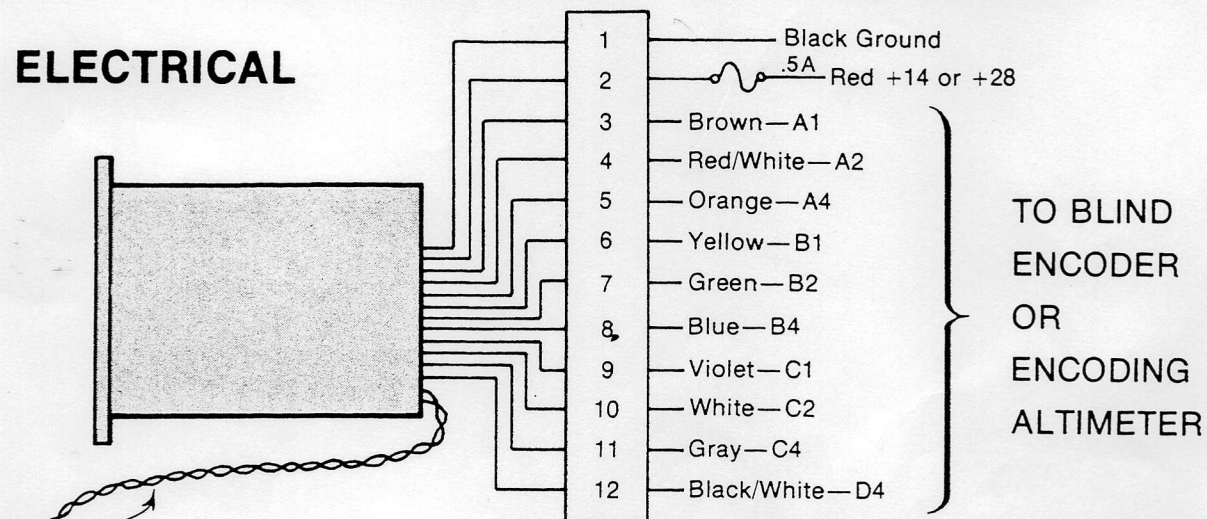 ELECTRICAL
1 Black Ground
2 .5A Red +14 or +28
3 Brown—A1
4 Red/White—A2
5 Orange—A4
6 Yellow—B1
7 Green—B2
8 Blue—B4
9 Violet—C1
10 White—C2
11 Gray—C4
12 Black/White—D4
TO BLIND
ENCODER
OR
ENCODING
ALTIMETER